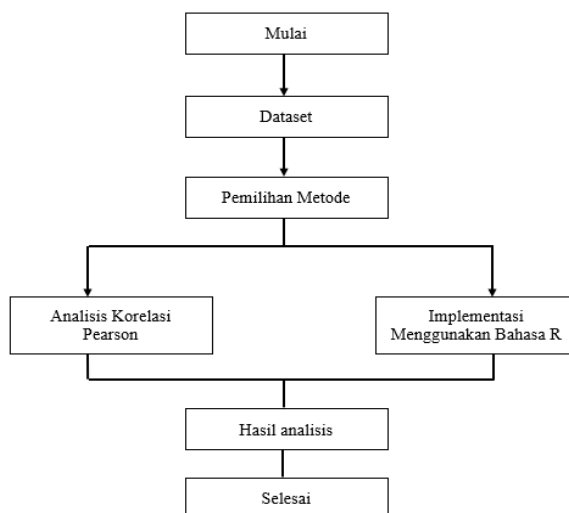 Mulai
Dataset
Pemilihan Metode
Analisis Korelasi
Pearson
Implementasi
Menggunakan Bahasa R
Hasil analisis
Selesai